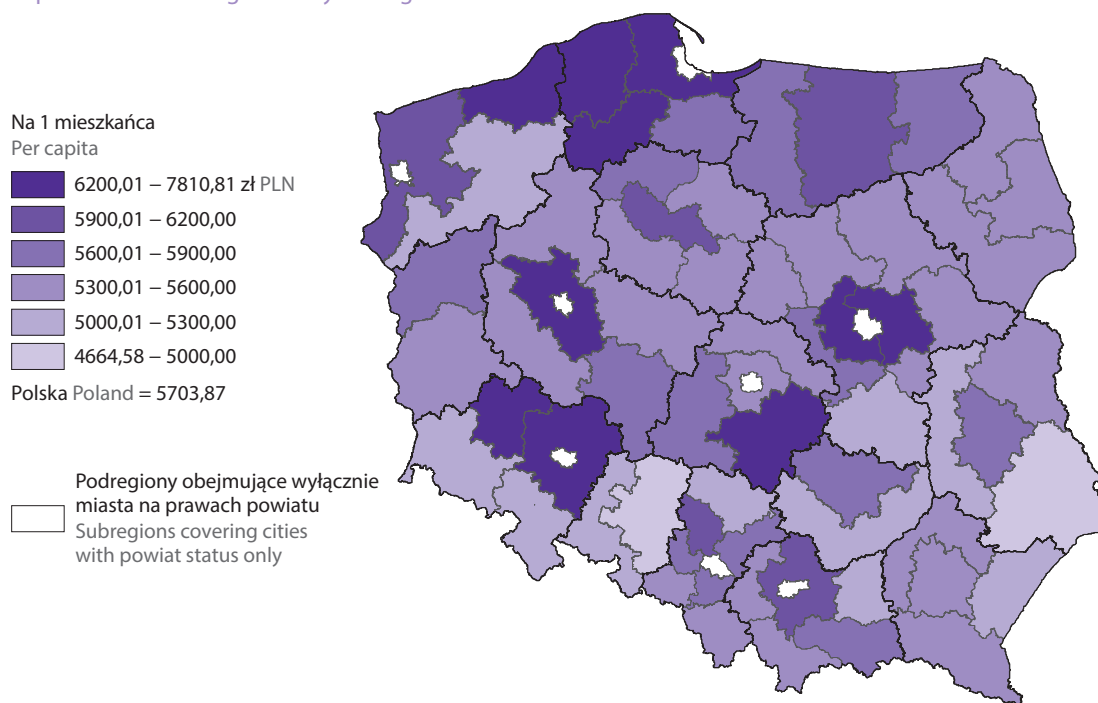 Na 1 mieszkańca
Per capita
6200,01 – 7810,81 zł PLN
5900,01 – 6200,00
5600,01 – 5900,00
5300,01 – 5600,00
5000,01 – 5300,00
4664,58 – 5000,00
Polska Poland = 5703,87
Podregiony obejmujące wyłącznie
miasta na prawach powiatu
Subregions covering cities
with powiat status only